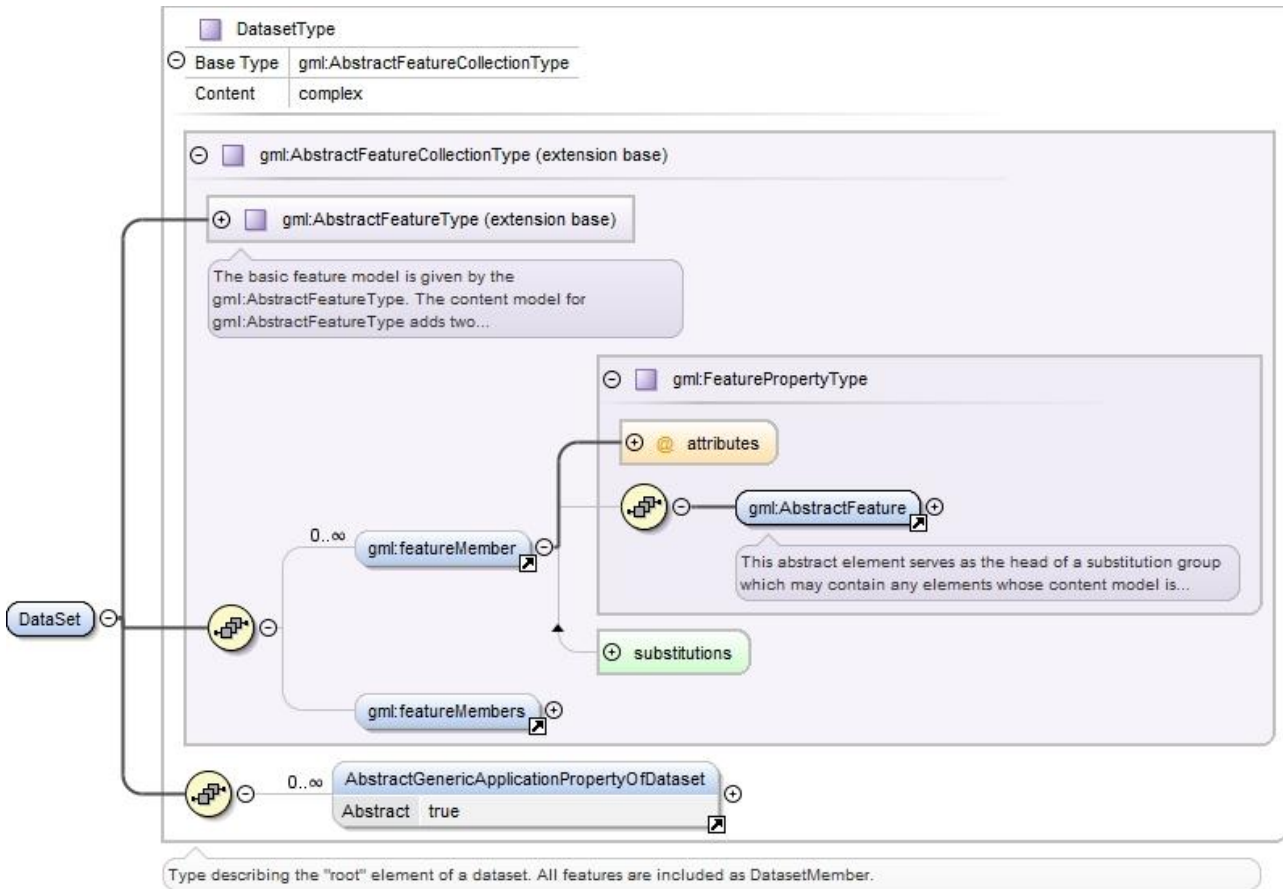 DatasetType
Base Type gml:AbstractFeatureCollectionType
Content complex
gml:AbstractFeatureCollectionType (extension base)
gml:AbstractFeatureType (extension base)
The basic feature model is given by the
gml:AbstractFeatureType. The content model for
gml:AbstractFeatureType adds two...
gml:FeaturePropertyType
@ attributes
0..∞
gml:featureMember
gml:AbstractFeature
This abstract element serves as the head of a substitution group
which may contain any elements whose content model is...
DataSet
substitutions
gml:featureMembers
0..∞
AbstractGenericApplicationPropertyOfDataset
Abstract true
Type describing the "root" element of a dataset. All features are included as DatasetMember.